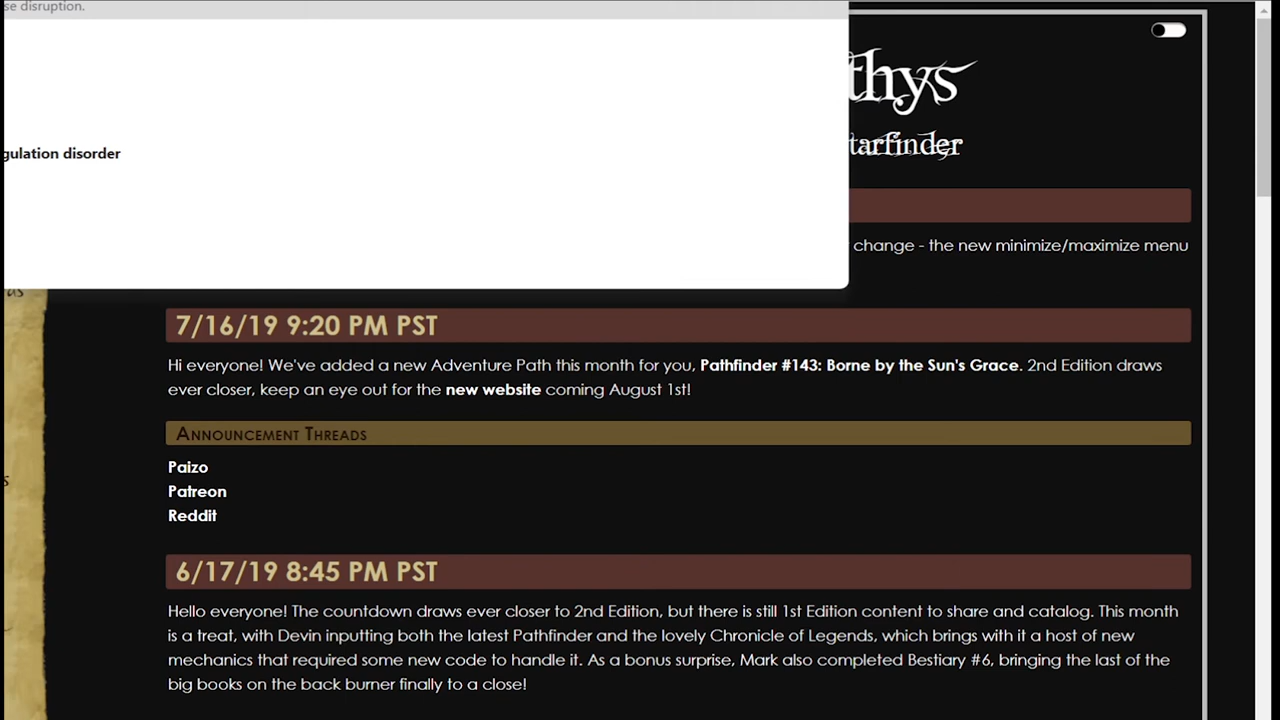 se disruption.
thys
gulation disorder
tarfinder
change - the new minimize/maximize menu
7/16/19 9:20 PM PST
Hi everyone! We've added a new Adventure Path this month for you, Pathfinder #143: Borne by the Sun's Grace. 2nd Edition draws
ever closer, keep an eye out for the new website coming August 1st!
Announcement Threads
Paizo
Patreon
Reddit
6/17/19 8:45 PM PST
Hello everyone! The countdown draws ever closer to 2nd Edition, but there is still 1st Edition content to share and catalog. This month
is a treat, with Devin inputting both the latest Pathfinder and the lovely Chronicle of Legends, which brings with it a host of new
mechanics that required some new code to handle it. As a bonus surprise, Mark also completed Bestiary #6, bringing the last of the
big books on the back burner finally to a close!